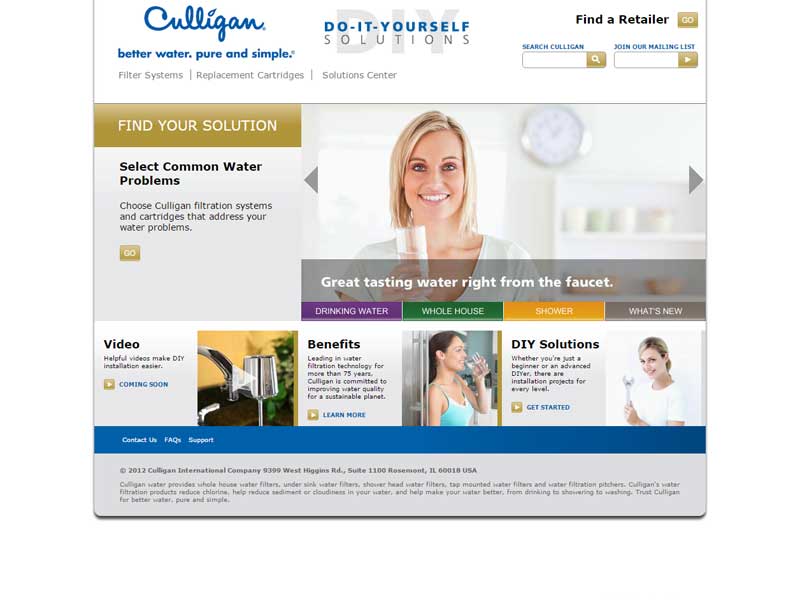 Culligan.
better water. pure and simple.®
DIY
DO-IT-YOURSELF
SOLUTIONS
Find a Retailer GO
SEARCH CULLIGAN
JOIN OUR MAILING LIST
Filter Systems | Replacement Cartridges | Solutions Center
FIND YOUR SOLUTION
Select Common Water
Problems
Choose Culligan filtration systems
and cartridges that address your
water problems.
GO
Great tasting water right from the faucet.
DRINKING WATER
WHOLE HOUSE
SHOWER
WHAT'S NEW
Video
Helpful videos make DIY
installation easier.
COMING SOON
Benefits
Leading in water
filtration technology for
more than 75 years,
Culligan is committed to
improving water quality
for a sustainable planet.
LEARN MORE
DIY Solutions
Whether you're just a
beginner or an advanced
DIYer, there are
installation projects for
every level.
GET STARTED
Contact Us FAQs Support
© 2012 Culligan International Company 9399 West Higgins Rd., Suite 1100 Rosemont, IL 60018 USA
Culligan water provides whole house water filters, under sink water filters, shower head water filters, tap mounted water filters and water filtration pitchers. Culligan's water
filtration products reduce chlorine, help reduce sediment or cloudiness in your water, and help make your water better, from drinking to showering to washing. Trust Culligan
for better water, pure and simple.